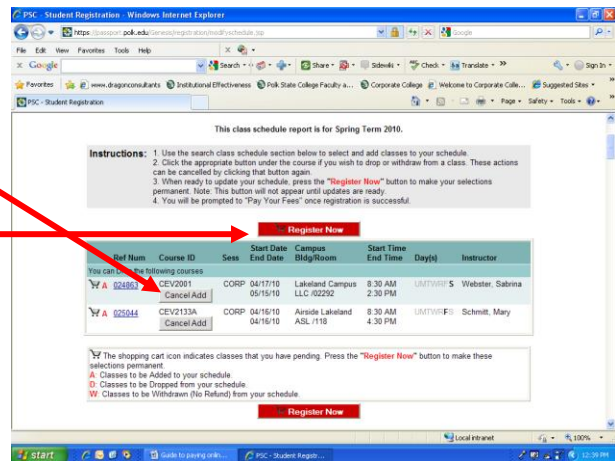 PSC - Student Registration - Windows Internet Explorer
https://passport.polk.edu/Genesis/registration/modifyschedule.jsp
Google
File Edit View Favorites Tools Help
Google Search Share Sidewiki Check Translate Sign In
Favorites www.dragonconsultants Institutional Effectiveness Polk State College Faculty a... Corporate College Welcome to Corporate Colle... Suggested Sites
PSC - Student Registration Page Safety Tools
This class schedule report is for Spring Term 2010.
Instructions: 1. Use the search class schedule section below to select and add classes to your schedule.
2. Click the appropriate button under the course if you wish to drop or withdraw from a class. These actions
can be cancelled by clicking that button again.
3. When ready to update your schedule, press the "Register Now" button to make your selections
permanent. Note: This button will not appear until updates are ready.
4. You will be prompted to "Pay Your Fees" once registration is successful.
Register Now
Start Date Campus Start Time
Ref Num Course ID Sess End Date Bldg/Room End Time Day(s) Instructor
You can the following courses
A 024863 CEV2001 CORP 04/17/10 Lakeland Campus 8:30 AM UMTWRFS Webster, Sabrina
Cancel Add 05/15/10 LLC /02292 2:30 PM
A 025044 CEV2133A CORP 04/16/10 Airside Lakeland 8:30 AM UMTWRFS Schmitt, Mary
Cancel Add 04/16/10 ASL /118 4:30 PM
The shopping cart icon indicates classes that you have pending. Press the "Register Now" button to make these
selections permanent.
A: Classes to be Added to your schedule.
D: Classes to be Dropped from your schedule.
W: Classes to be Withdrawn (No Refund) from your schedule.
Register Now
Local intranet 100%
start Guide to paying onlin... PSC - Student Registr... 12:39 PM